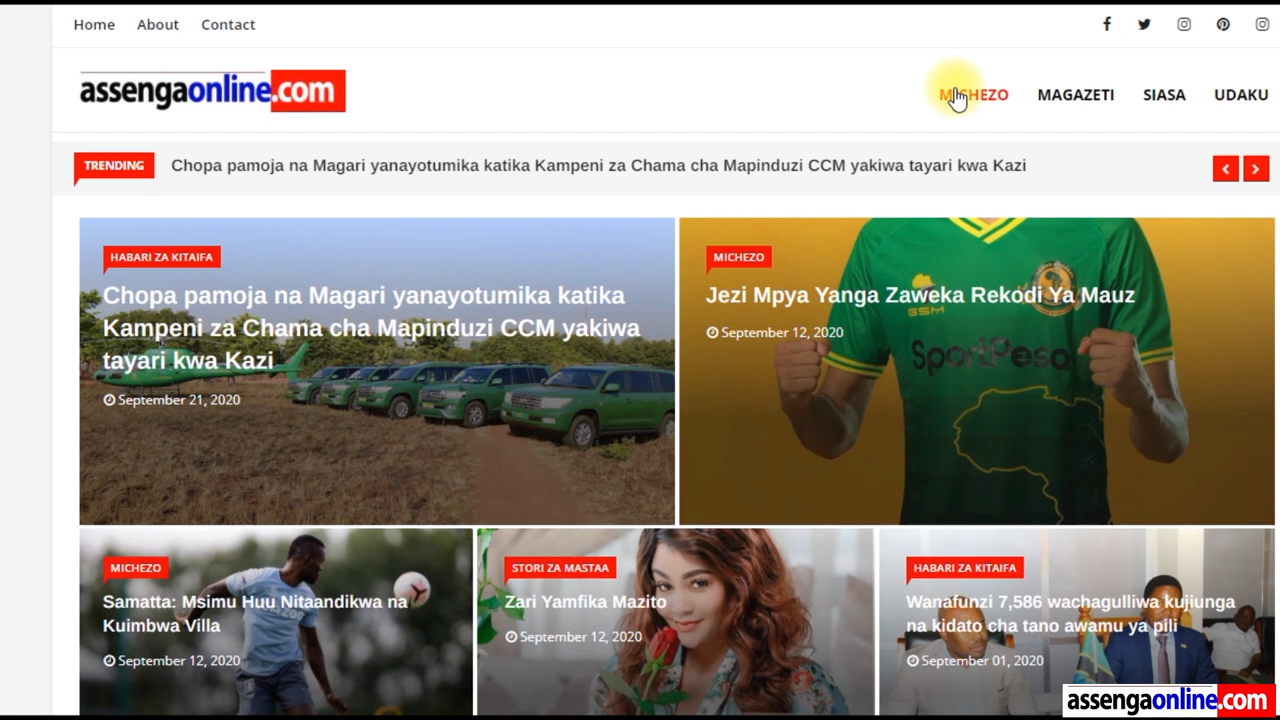 Home About Contact
assengaonline.com
MICHEZO MAGAZETI SIASA UDAKU
TRENDING Chopa pamoja na Magari yanayotumika katika Kampeni za Chama cha Mapinduzi CCM yakiwa tayari kwa Kazi
HABARI ZA KITAIFA
Chopa pamoja na Magari yanayotumika katika
Kampeni za Chama cha Mapinduzi CCM yakiwa
tayari kwa Kazi
September 21, 2020
MICHEZO
Jezi Mpya Yanga Zaweka Rekodi Ya Mauz
September 12, 2020
GSM
SportPesa
MICHEZO
Samatta: Msimu Huu Nitaandikwa na
Kuimbwa Villa
September 12, 2020
STORI ZA MASTAA
Zari Yamfika Mazito
September 12, 2020
HABARI ZA KITAIFA
Wanafunzi 7,586 wachagulliwa kujiunga
na kidato cha tano awamu ya pili
September 01, 2020
assengaonline.com